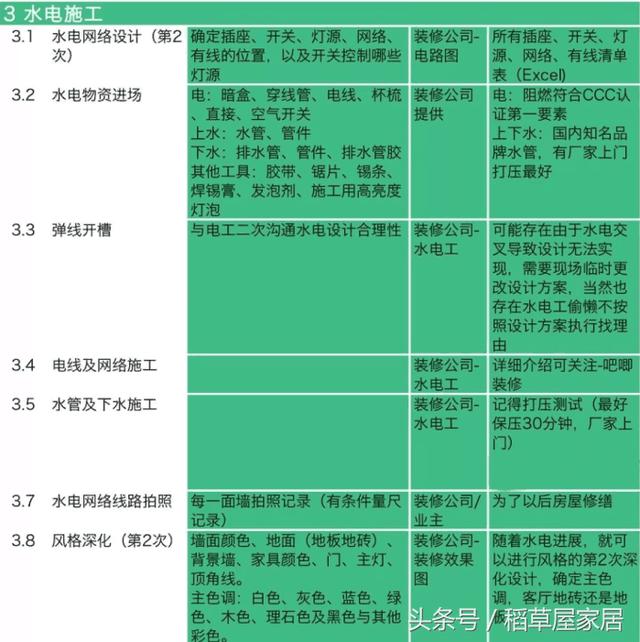 3 水电施工
3.1 水电网络设计（第2
次）
确定插座、开关、灯源、网络、
有线的位置，以及开关控制哪些
灯源
装修公司-
电路图
所有插座、开关、灯
源、网络、有线清单
表（Excel)
3.2 水电物资进场
电：暗盒、穿线管、电线、杯梳
、直接、空气开关
上水：水管、管件
下水：排水管、管件、排水管胶
其他工具：胶带、锯片、锡条、
焊锡膏、发泡剂、施工用高亮度
灯泡
装修公司
提供
电：阻燃符合CCC认
证第一要素
上下水：国内知名品
牌水管，有厂家上门
打压最好
3.3 弹线开槽
与电工二次沟通水电设计合理性
装修公司-
水电工
可能存在由于水电交
叉导致设计无法实
现，需要现场临时更
改设计方案，当然也
存在水电工偷懒不按
照设计方案执行找理
由
3.4 电线及网络施工
装修公司-
水电工
详细介绍可关注-吧唧
装修
3.5 水管及下水施工
装修公司-
水电工
记得打压测试（最好
保压30分钟，厂家上
门）
3.7 水电网络线路拍照
每一面墙拍照记录（有条件量尺
记录）
装修公司/
业主
为了以后房屋修缮
3.8 风格深化（第2次）
墙面颜色、地面（地板地砖）、
背景墙、家具颜色、门、主灯、
顶角线。
主色调：白色、灰色、蓝色、绿
色、木色、理石色及黑色与其他
彩色。
装修公司-
装修效果
图
随着水电进展，就可
以进行风格的第2次深
化设计，确定主色
调，客厅地砖还是地
板
头条号／稻草屋家居